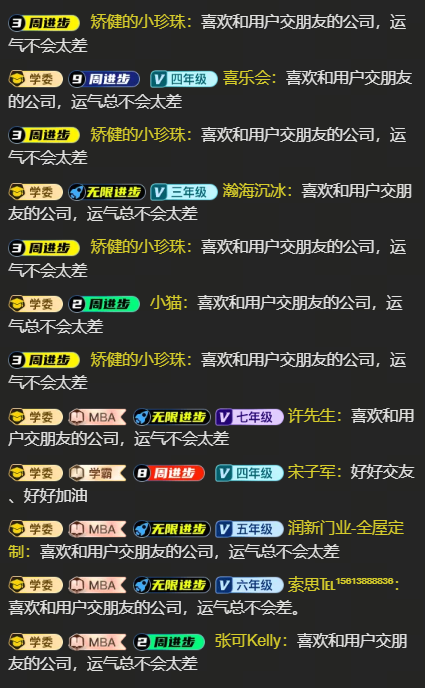 3 周进步 矫健的小珍珠：喜欢和用户交朋友的公司，运
气不会太差
学委 9 周进步 V 四年级 喜乐会：喜欢和用户交朋友
的公司，运气总不会太差
3 周进步 矫健的小珍珠：喜欢和用户交朋友的公司，运
气不会太差
学委 无限进步 V 三年级 瀚海沉冰：喜欢和用户交朋
友的公司，运气总不会太差
3 周进步 矫健的小珍珠：喜欢和用户交朋友的公司，运
气不会太差
学委 2 周进步 小猫：喜欢和用户交朋友的公司，运
气总不会太差
3 周进步 矫健的小珍珠：喜欢和用户交朋友的公司，运
气不会太差
学委 MBA 无限进步 V 七年级 许先生：喜欢和用
户交朋友的公司，运气不会太差
学委 学霸 8 周进步 V 四年级 宋子军：好好交友
、好好加油
学委 MBA 无限进步 V 五年级 润新门业-全屋定
制：喜欢和用户交朋友的公司，运气总不会太差
学委 MBA 无限进步 V 六年级 索思℡¹⁵⁶¹³⁸⁸⁸⁸³⁶：
喜欢和用户交朋友的公司，运气总不会差。
学委 MBA 2 周进步 张可Kelly：喜欢和用户交朋
友的公司，运气总不会太差